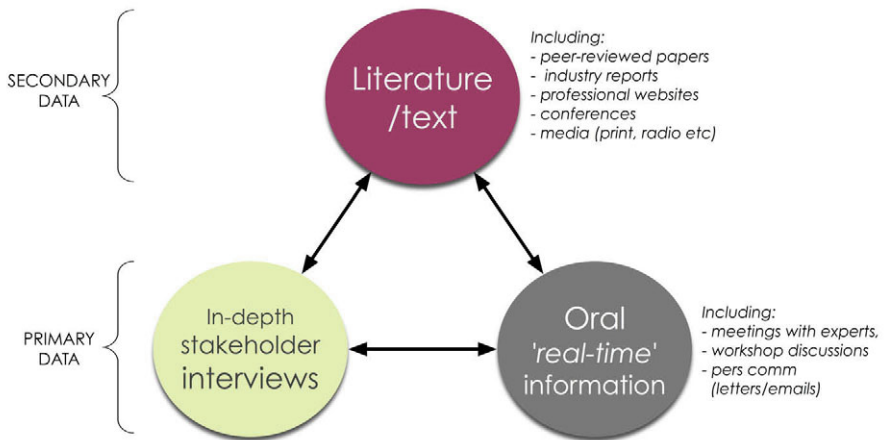 SECONDARY
DATA
Literature
/text
Including:
- peer-reviewed papers
- industry reports
- professional websites
- conferences
- media (print, radio etc)
PRIMARY
DATA
In-depth
stakeholder
interviews
Oral
'real-time'
information
Including:
- meetings with experts,
- workshop discussions
- pers comm
(letters/emails)